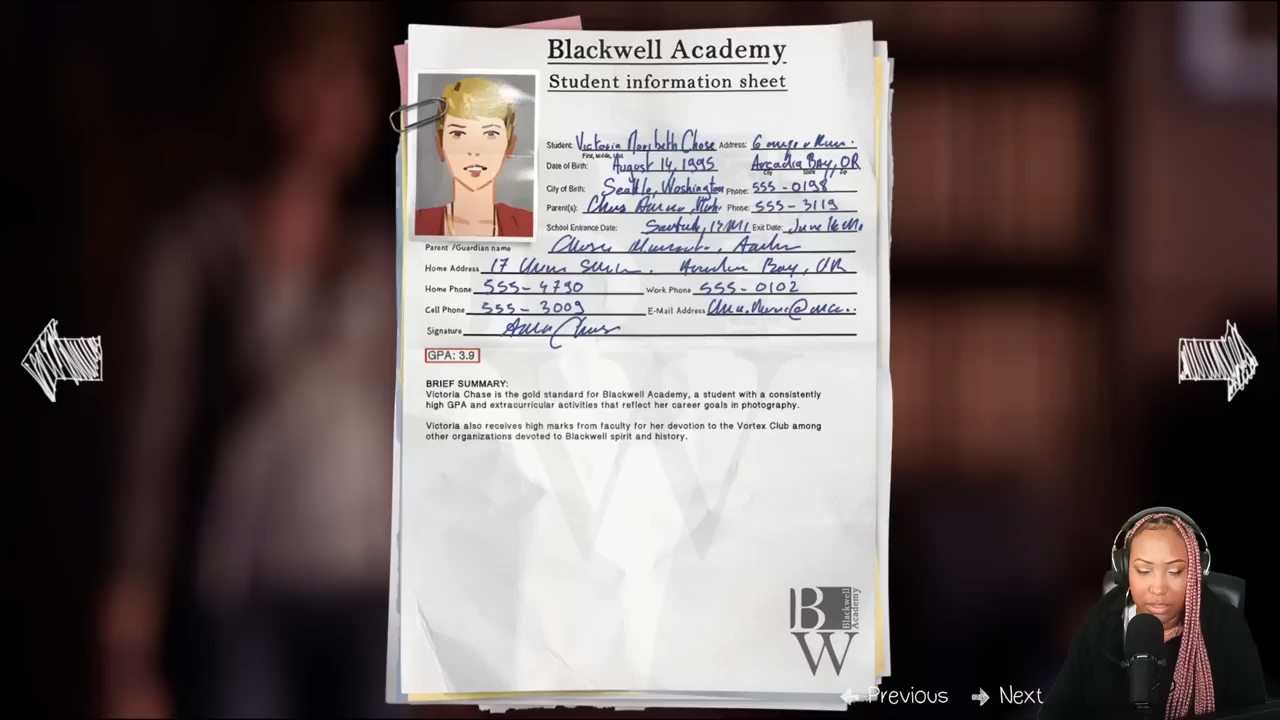 Blackwell Academy
Student information sheet
Student: Victoria Maribeth Chase Address:
First, Middle, Last
Date of Birth: August 14, 1995 Arcadia Bay, OR
City State Zip
City of Birth: Seattle, Washington Phone: 555-0198
Parent(s): Phone: 555-3119
School Entrance Date: Exit Date: June
Parent /Guardian name
Home Address 17 Bay, OR
Home Phone 555-4790 Work Phone 555-0102
Cell Phone 555-3009 E-Mail Address
Signature
GPA: 3.9
BRIEF SUMMARY:
Victoria Chase is the gold standard for Blackwell Academy, a student with a consistently
high GPA and extracurricular activities that reflect her career goals in photography.
Victoria also receives high marks from faculty for her devotion to the Vortex Club among
other organizations devoted to Blackwell spirit and history.
B Blackwell Academy
W
Previous Next